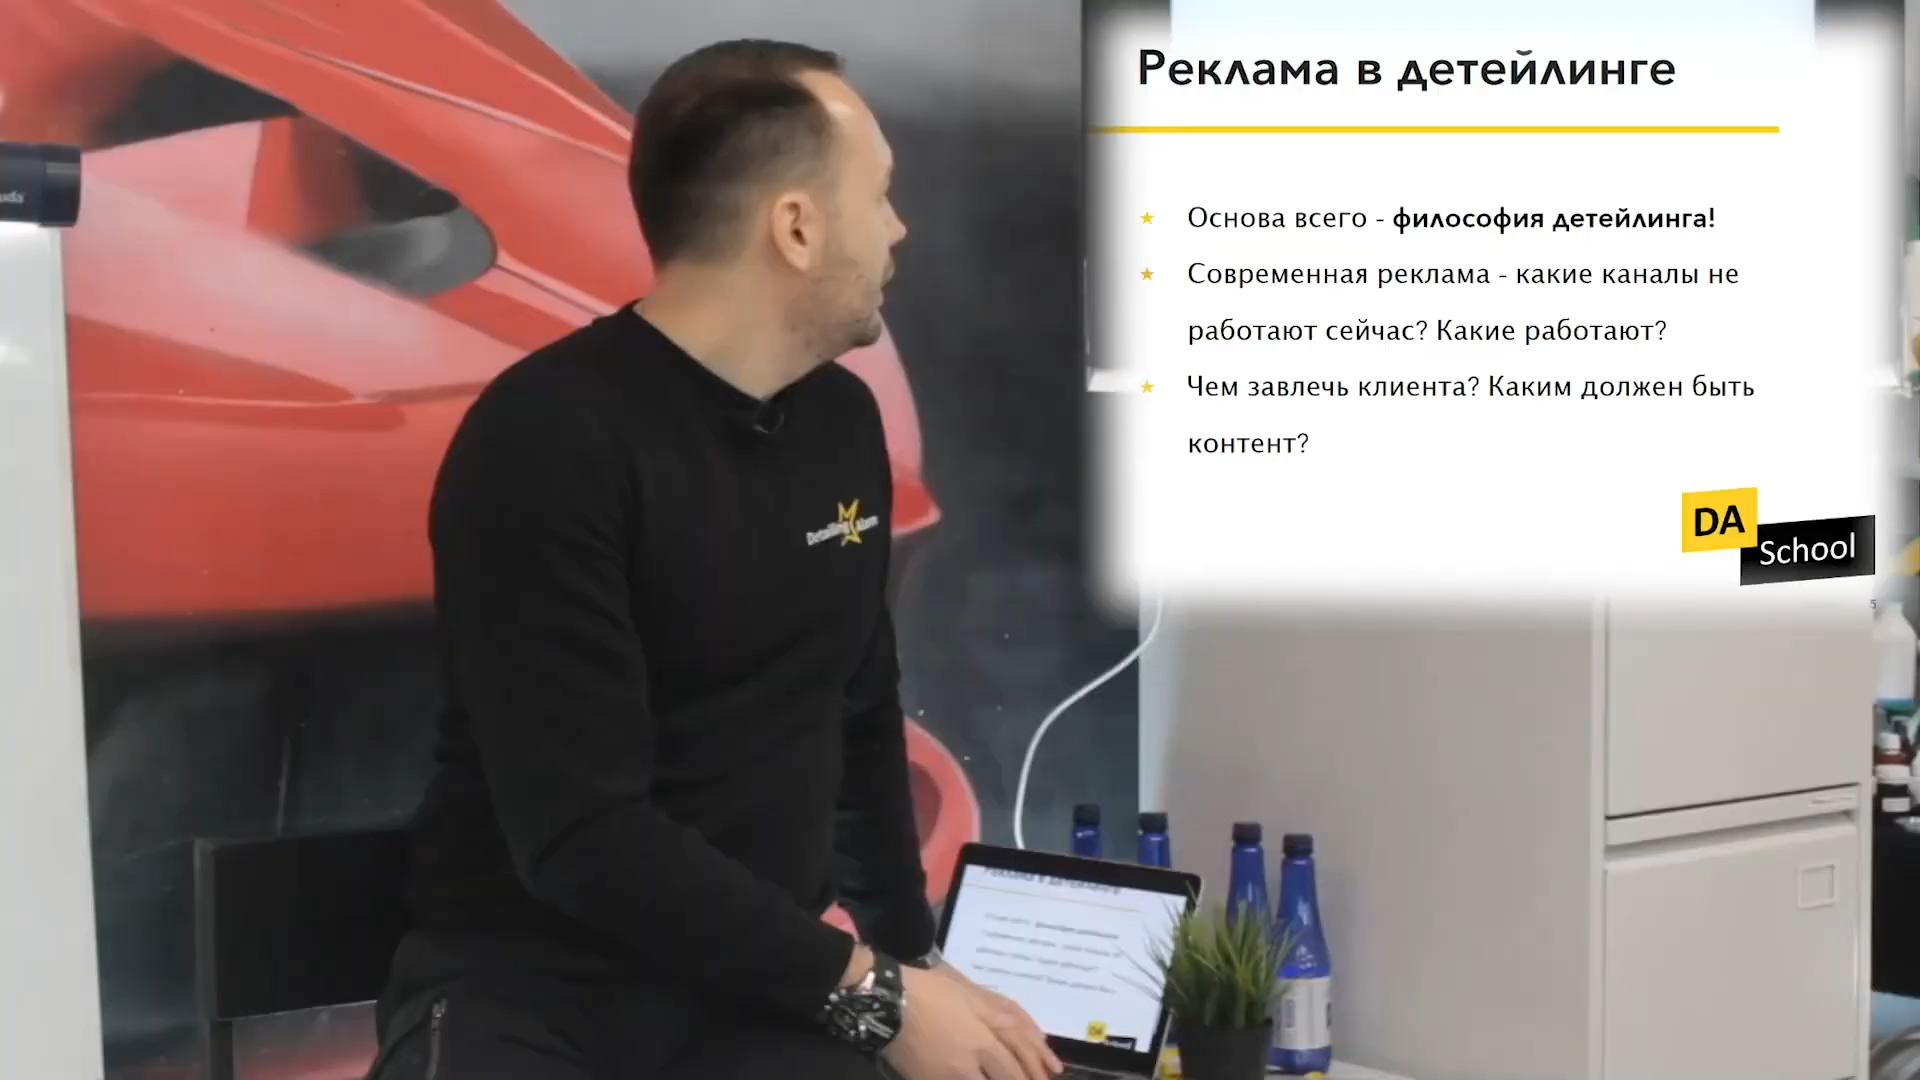 Реклама в детейлинге
Основа всего - философия детейлинга!
Современная реклама - какие каналы не
работают сейчас? Какие работают?
Чем завлечь клиента? Каким должен быть
контент?
DA
School
Detailing